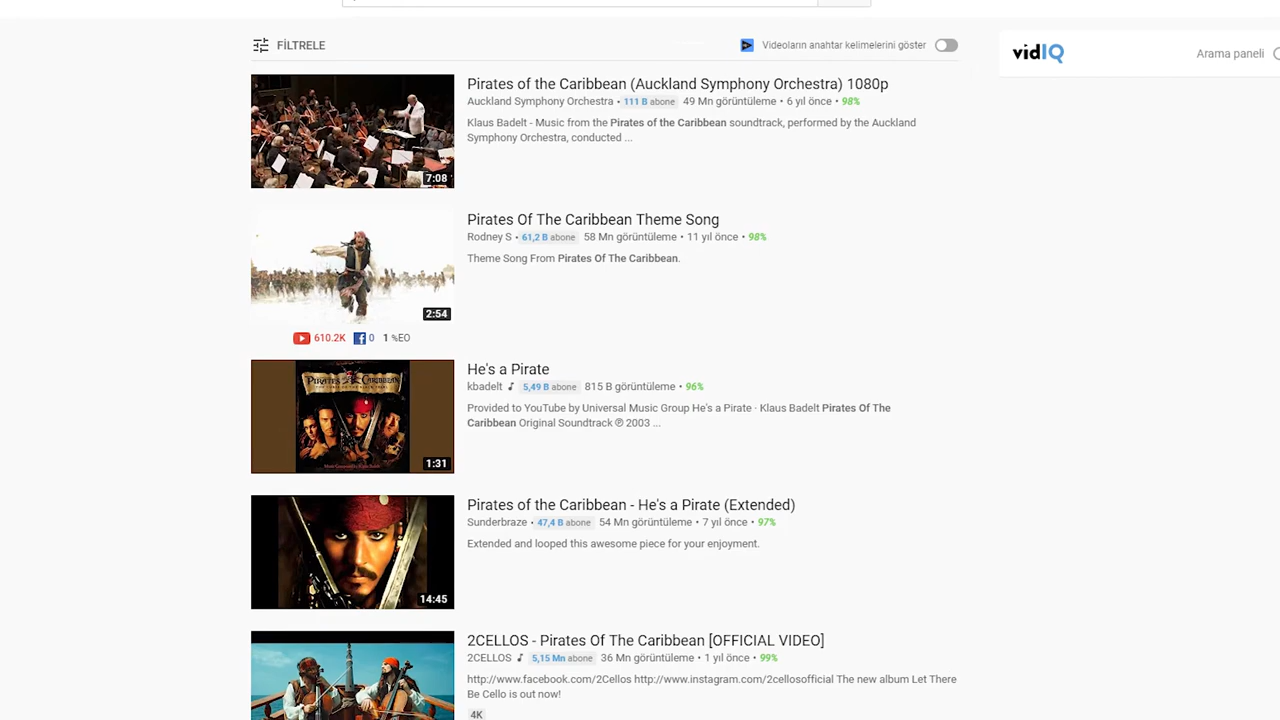 FİLTRELE
Videoların anahtar kelimelerini göster
vidIQ
Arama paneli
Pirates of the Caribbean (Auckland Symphony Orchestra) 1080p
Auckland Symphony Orchestra • 111 B abone 49 Mn görüntüleme • 6 yıl önce • 98%
Klaus Badelt - Music from the Pirates of the Caribbean soundtrack, performed by the Auckland
Symphony Orchestra, conducted ...
7:08
Pirates Of The Caribbean Theme Song
Rodney S • 61,2 B abone 58 Mn görüntüleme • 11 yıl önce • 98%
Theme Song From Pirates Of The Caribbean.
2:54
610.2K 0 1 %EO
He's a Pirate
kbadelt 5,49 B abone 815 B görüntüleme • 96%
Provided to YouTube by Universal Music Group He's a Pirate · Klaus Badelt Pirates Of The
Caribbean Original Soundtrack ℗ 2003 ...
PIRATES CARIBBEAN
1:31
Pirates of the Caribbean - He's a Pirate (Extended)
Sunderbraze • 47,4 B abone 54 Mn görüntüleme • 7 yıl önce • 97%
Extended and looped this awesome piece for your enjoyment.
14:45
2CELLOS - Pirates Of The Caribbean [OFFICIAL VIDEO]
2CELLOS 5,15 Mn abone 36 Mn görüntüleme • 1 yıl önce • 99%
http://www.facebook.com/2Cellos http://www.instagram.com/2cellosofficial The new album Let There
Be Cello is out now!
4K